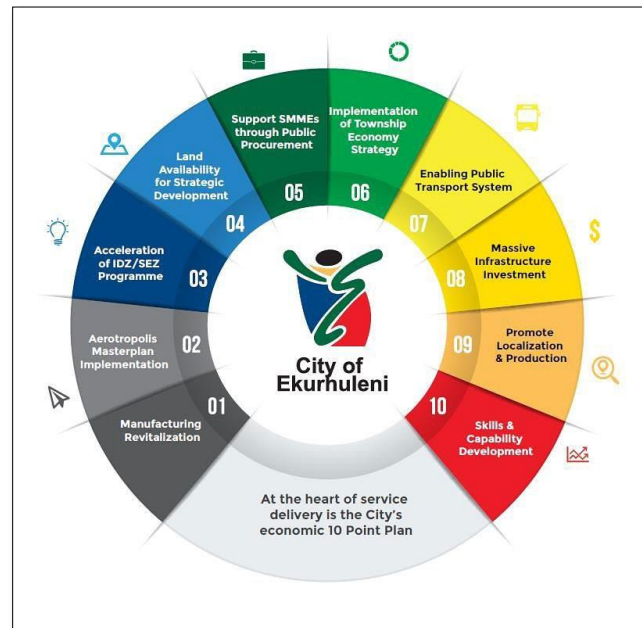 01
Manufacturing
Revitalization
02
Aerotropolis
Masterplan
Implementation
03
Acceleration
of IDZ/SEZ
Programme
04
Land
Availability
for Strategic
Development
05
Support SMMEs
through Public
Procurement
06
Implementation
of Township
Economy
Strategy
07
Enabling Public
Transport System
08
Massive
Infrastructure
Investment
09
Promote
Localization
& Production
10
Skills &
Capability
Development
City of
Ekurhuleni
At the heart of service
delivery is the City's
economic 10 Point Plan
$